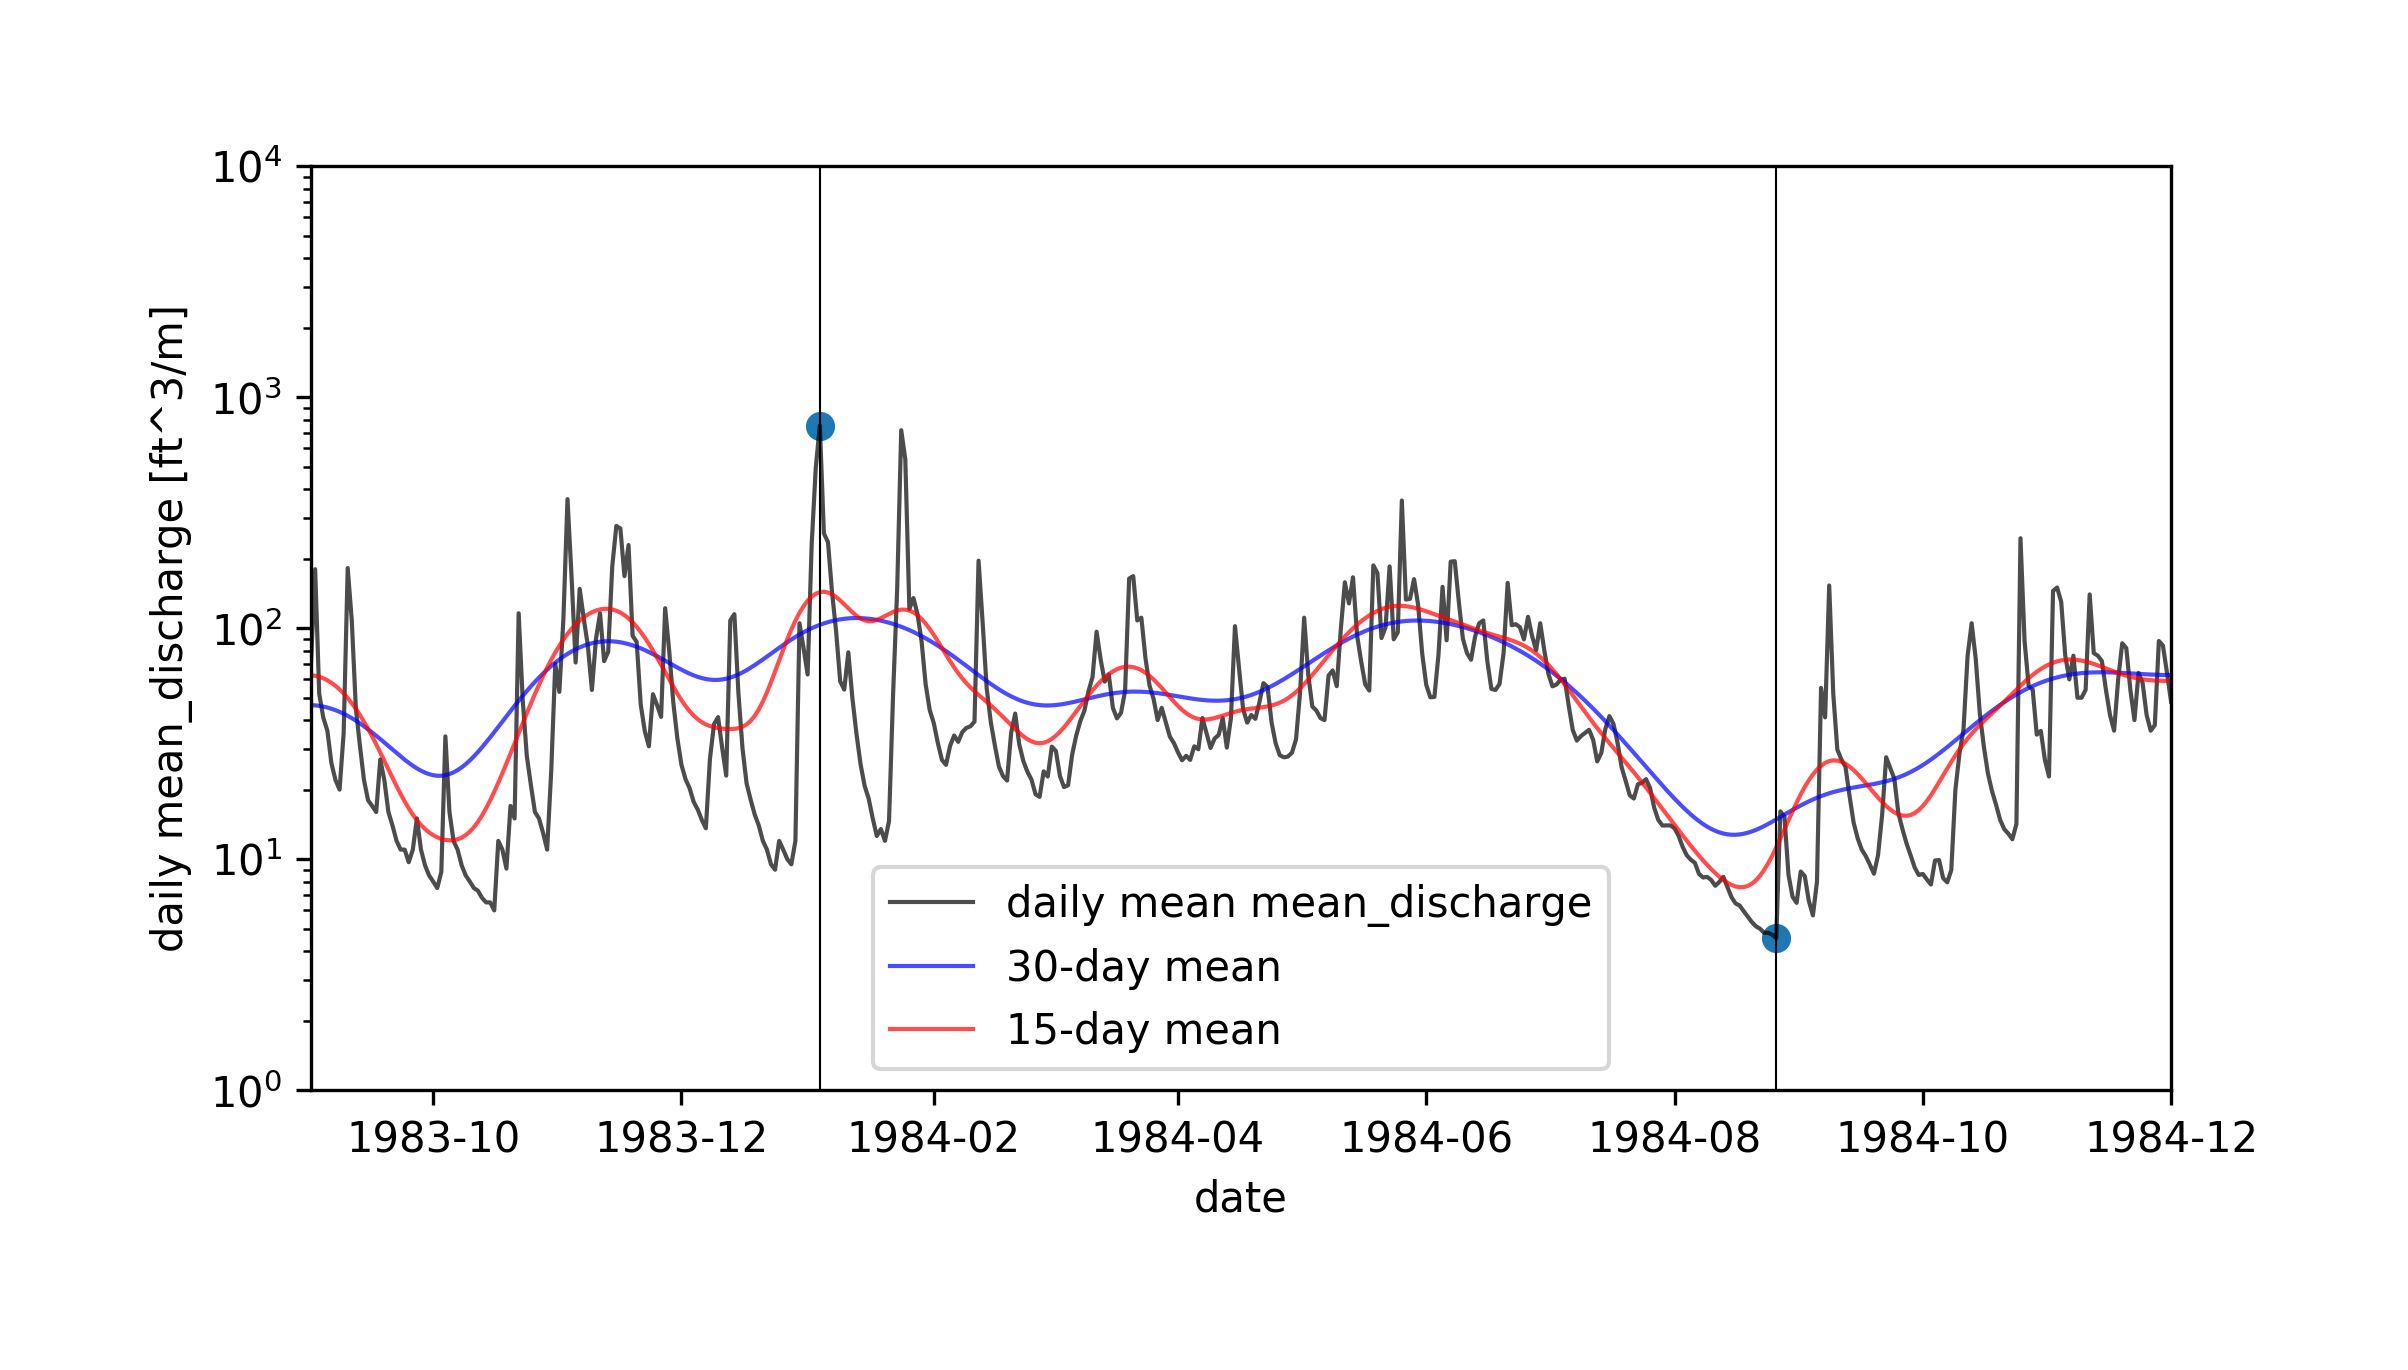 10^4
10^3
10^2
10^1
10^0
daily mean_discharge [ft^3/m]
daily mean mean_discharge
30-day mean
15-day mean
1983-10 1983-12 1984-02 1984-04 1984-06 1984-08 1984-10 1984-12
date